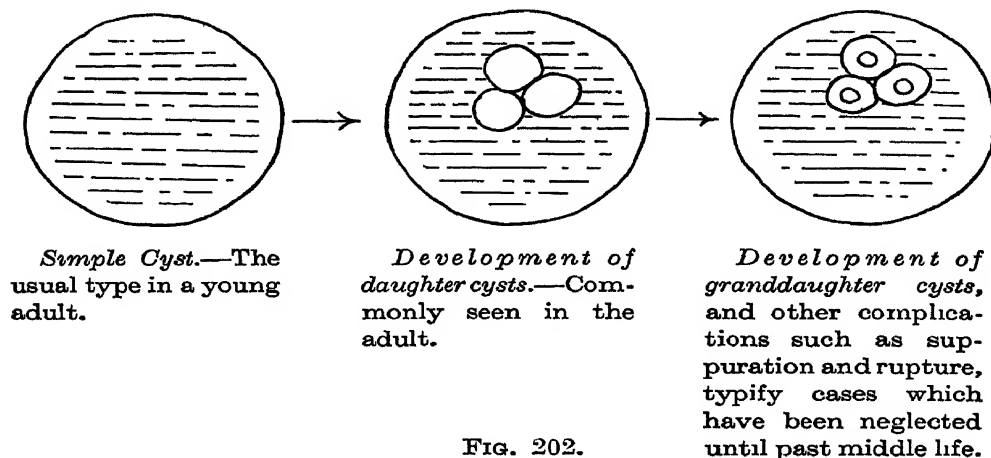 Simple Cyst.—The
usual type in a young
adult.
Development of
daughter cysts.—Com-
monly seen in the
adult.
Development of
granddaughter cysts,
and other complica-
tions such as sup-
puration and rupture,
typify cases which
have been neglected
until past middle life.
FIG. 202.